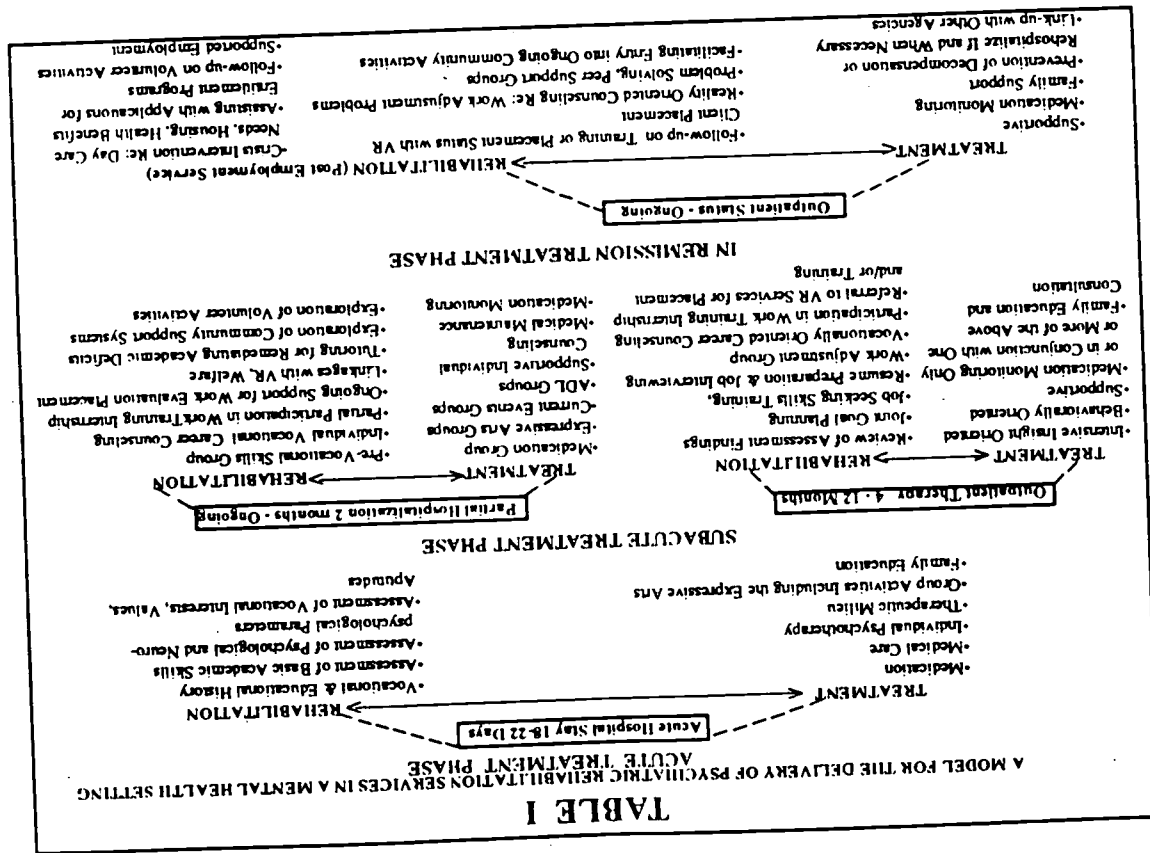 TABLE I
A MODEL FOR THE DELIVERY OF PSYCHIATRIC REHABILITATION SERVICES IN A MENTAL HEALTH SETTING
ACUTE TREATMENT PHASE
Acute Hospital Stay 18-22 Days
TREATMENT
•Medication
•Medical Care
•Individual Psychotherapy
•Therapeutic Milieu
•Group Activities Including the Expressive Arts
•Family Education
REHABILITATION
•Vocational & Educational History
•Assessment of Basic Academic Skills
•Assessment of Psychological and Neuro-
psychological Parameters
•Assessment of Vocational Interests, Values,
Aptitudes
SUBACUTE TREATMENT PHASE
Outpatient Therapy 4 - 12 Months
TREATMENT
•Intensive Insight Oriented
•Behaviorally Oriented
•Supportive
•Medication Monitoring Only
or in Conjunction with One
or More of the Above
•Family Education and
Consultation
REHABILITATION
•Review of Assessment Findings
•Joint Goal Planning
•Job Seeking Skills Training,
•Resume Preparation & Job Interviewing
•Work Adjustment Group
•Vocationally Oriented Career Counseling
•Participation in Work Training Internship
•Referral to VR Services for Placement
and/or Training
Partial Hospitalization 2 months - Ongoing
TREATMENT
•Medication Group
•Expressive Arts Groups
-Current Events Groups
•ADL Groups
•Supportive Individual
Counseling
•Medical Maintenance
•Medication Monitoring
REHABILITATION
•Pre-Vocational Skills Group
•Individual Vocational Career Counseling
•Partial Participation in Work Training Internship
•Ongoing Support for Work Evaluation Placement
•Linkages with VR, Welfare
•Tutoring for Remediating Academic Deficits
•Exploration of Community Support Systems
•Exploration of Volunteer Activities
IN REMISSION TREATMENT PHASE
Outpatient Status - Ongoing
TREATMENT
•Supportive
•Medication Monitoring
•Family Support
•Prevention of Decompensation or
Rehospitalize If and When Necessary
•Link-up with Other Agencies
REHABILITATION (Post Employment Service)
•Follow-up on Training or Placement Status with VR
Client Placement
•Reality Oriented Counseling Re: Work Adjustment Problems
•Problem Solving, Peer Support Groups
•Facilitating Entry into Ongoing Community Activities
-Crisis Intervention Re: Day Care
Needs, Housing, Health Benefits
•Assisting with Applications for
Entitlement Programs
•Follow-up on Volunteer Activities
•Supported Employment